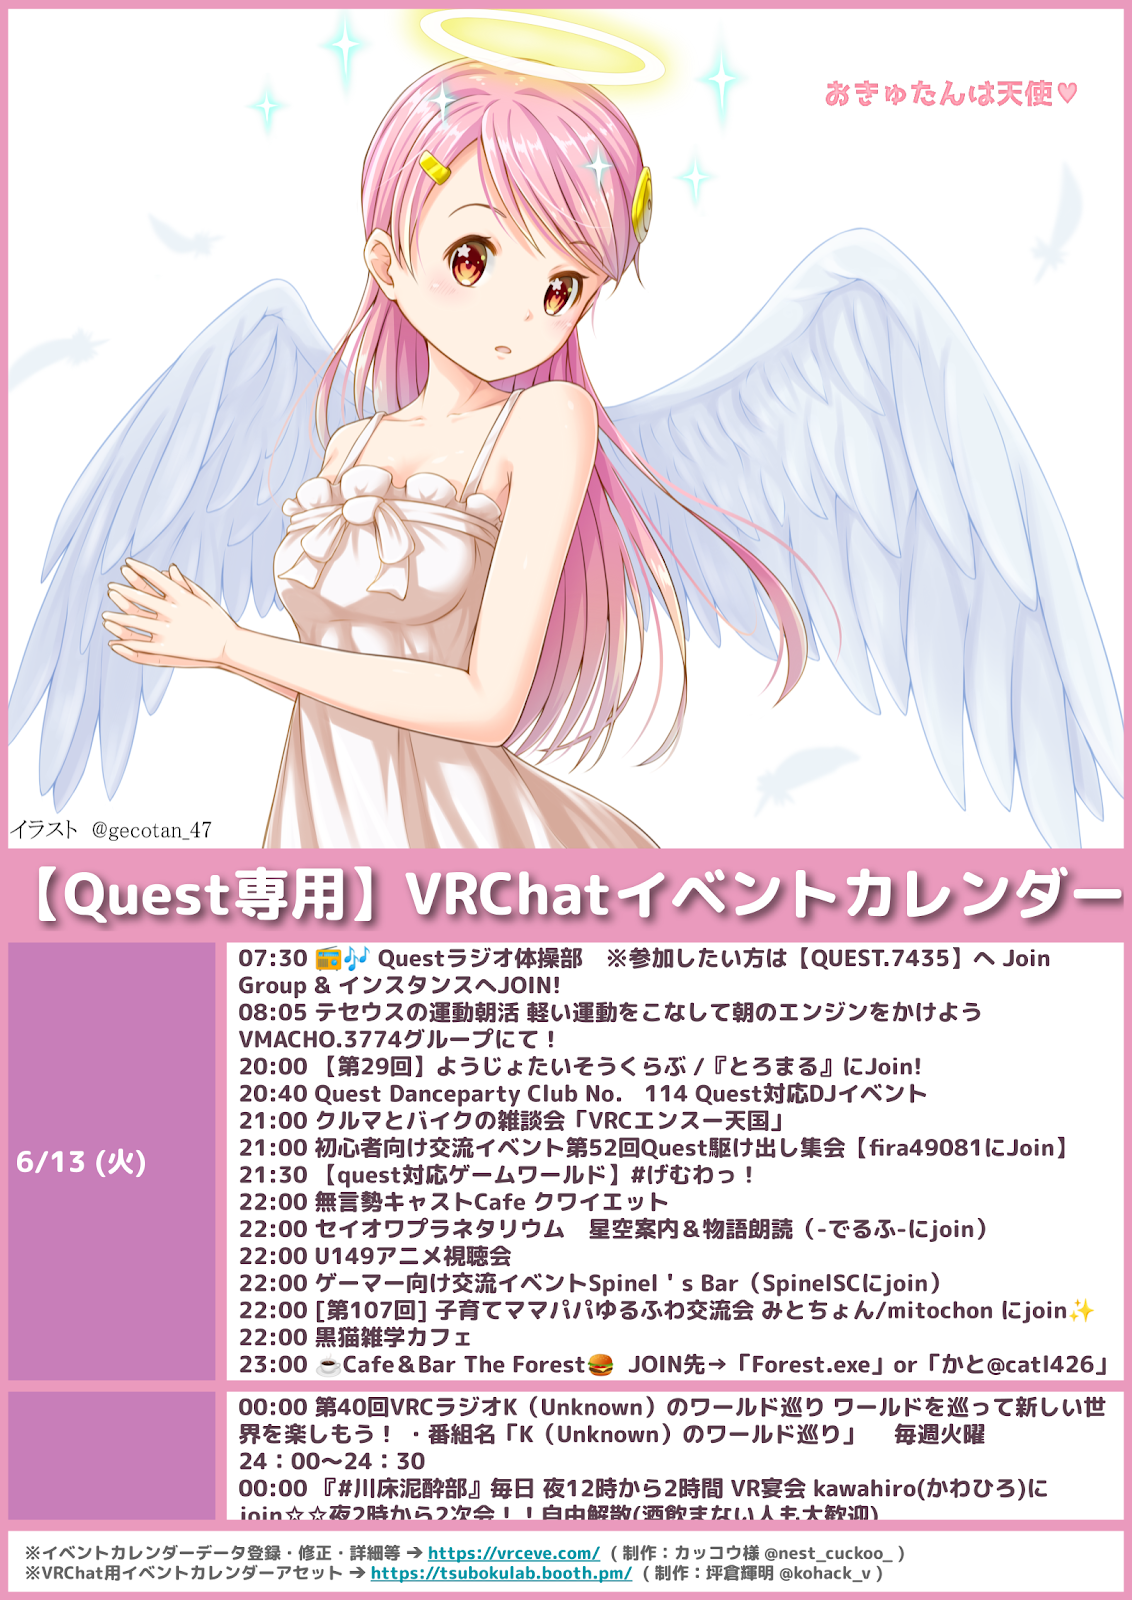 おきゅたんは天使♥
イラスト @gecotan_47
【Quest専用】VRChatイベントカレンダー
6/13 (火)
07:30 📻🎶 Questラジオ体操部　※参加したい方は【QUEST.7435】へ Join
Group & インスタンスへJOIN!
08:05 テセウスの運動朝活 軽い運動をこなして朝のエンジンをかけよう
VMACHO.3774グループにて！
20:00 【第29回】ようじょたいそうくらぶ /『とろまる』にJoin!
20:40 Quest Danceparty Club No.　114 Quest対応DJイベント
21:00 クルマとバイクの雑談会「VRCエンスー天国」
21:00 初心者向け交流イベント第52回Quest駆け出し集会【fira49081にJoin】
21:30 【quest対応ゲームワールド】#げむわっ！
22:00 無言勢キャストCafe クワイエット
22:00 セイオワプラネタリウム　星空案内＆物語朗読（-でるふ-にjoin）
22:00 U149アニメ視聴会
22:00 ゲーマー向け交流イベントSpinel＇s Bar（SpinelSCにjoin）
22:00 [第107回] 子育てママパパゆるふわ交流会 みとちょん/mitochon にjoin✨
22:00 黒猫雑学カフェ
23:00 ☕Cafe＆Bar The Forest🍔 JOIN先→「Forest.exe」or「かと@catl426」
00:00 第40回VRCラジオK（Unknown）のワールド巡り ワールドを巡って新しい世
界を楽しもう！ ・番組名「K（Unknown）のワールド巡り」　毎週火曜
24：00〜24：30
00:00 『#川床泥酔部』毎日 夜12時から2時間 VR宴会 kawahiro(かわひろ)に
join☆☆夜2時から2次会！！自由解散(酒飲まない人も大歓迎)
※イベントカレンダーデータ登録・修正・詳細等 ➔ https://vrceve.com/ （制作：カッコウ様 @nest_cuckoo_）
※VRChat用イベントカレンダーアセット ➔ https://tsubokulab.booth.pm/ （制作：坪倉輝明 @kohack_v）